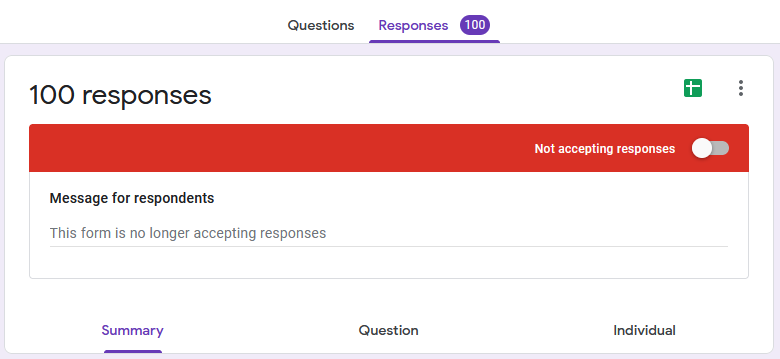 Questions Responses 100
100 responses
Not accepting responses
Message for respondents
This form is no longer accepting responses
Summary Question Individual